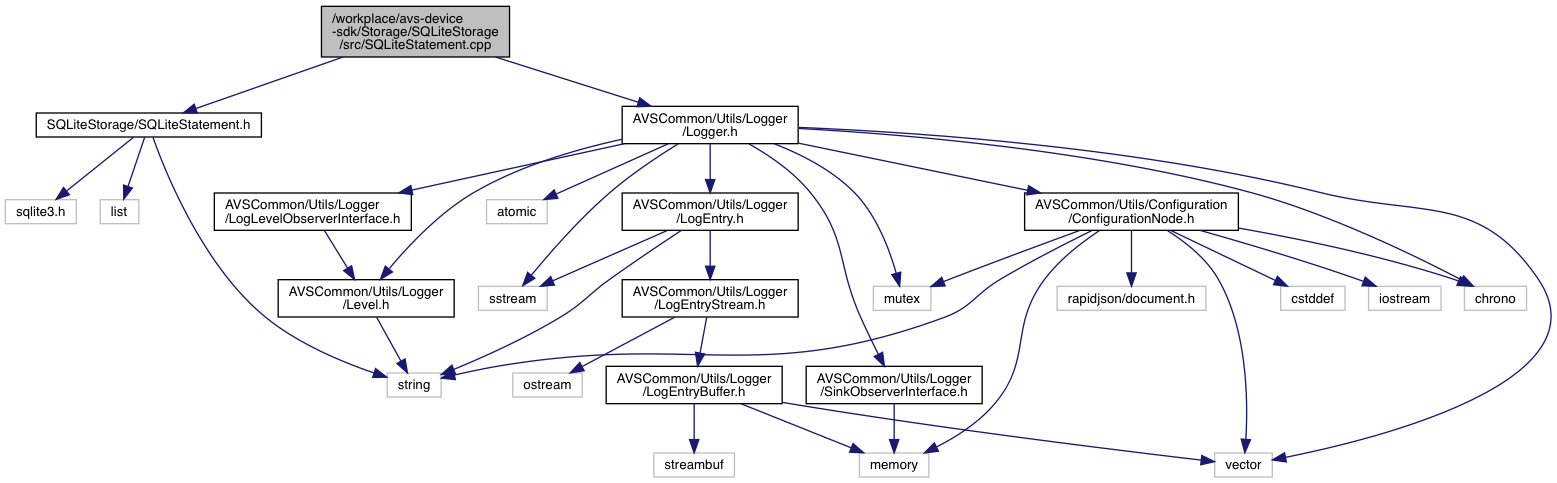 /workplace/avs-device
-sdk/Storage/SQLiteStorage
/src/SQLiteStatement.cpp
SQLiteStorage/SQLiteStatement.h
AVSCommon/Utils/Logger
/Logger.h
sqlite3.h
list
AVSCommon/Utils/Logger
/LogLevelObserverInterface.h
atomic
AVSCommon/Utils/Logger
/LogEntry.h
AVSCommon/Utils/Configuration
/ConfigurationNode.h
AVSCommon/Utils/Logger
/Level.h
sstream
AVSCommon/Utils/Logger
/LogEntryStream.h
mutex
rapidjson/document.h
cstddef
iostream
chrono
string
ostream
AVSCommon/Utils/Logger
/LogEntryBuffer.h
AVSCommon/Utils/Logger
/SinkObserverInterface.h
streambuf
memory
vector